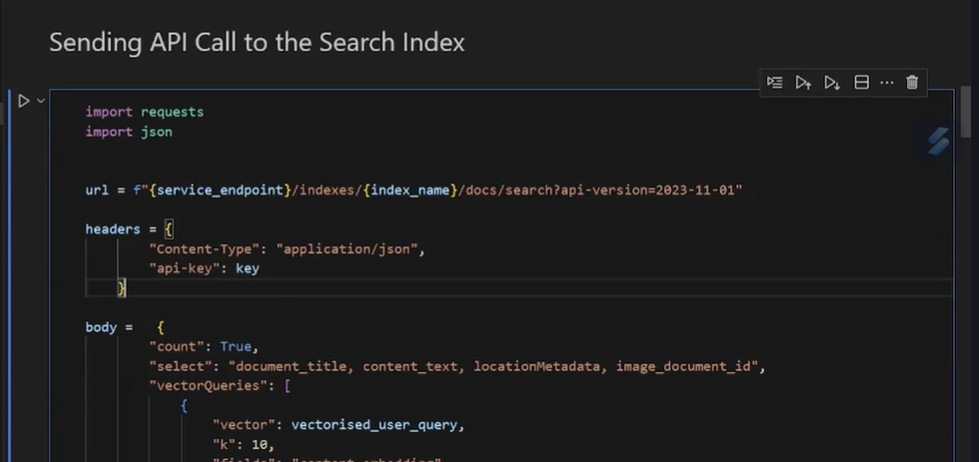 Sending API Call to the Search Index
import requests
import json
url = f"{service_endpoint}/indexes/{index_name}/docs/search?api-version=2023-11-01"
headers = {
"Content-Type": "application/json",
"api-key": key
}
body = {
"count": True,
"select": "document_title, content_text, locationMetadata, image_document_id",
"vectorQueries": [
{
"vector": vectorised_user_query,
"k": 10,